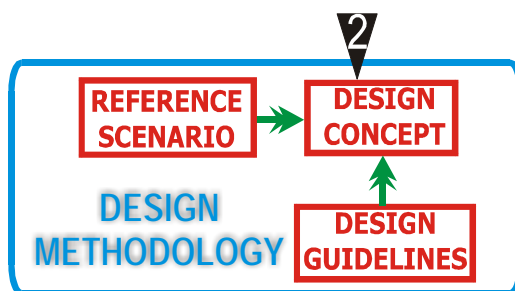 2
REFERENCE
SCENARIO
DESIGN
CONCEPT
DESIGN
METHODOLOGY
DESIGN
GUIDELINES